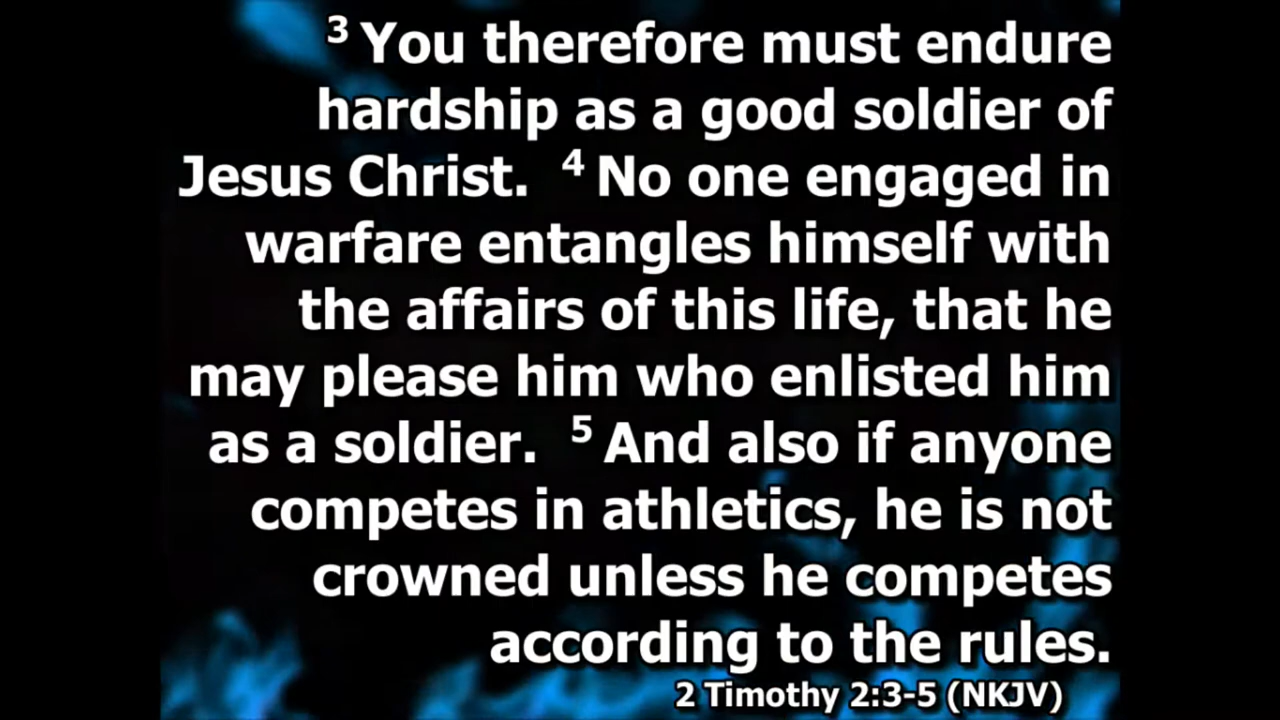 3 You therefore must endure
hardship as a good soldier of
Jesus Christ. 4 No one engaged in
warfare entangles himself with
the affairs of this life, that he
may please him who enlisted him
as a soldier. 5 And also if anyone
competes in athletics, he is not
crowned unless he competes
according to the rules.
2 Timothy 2:3-5 (NKJV)